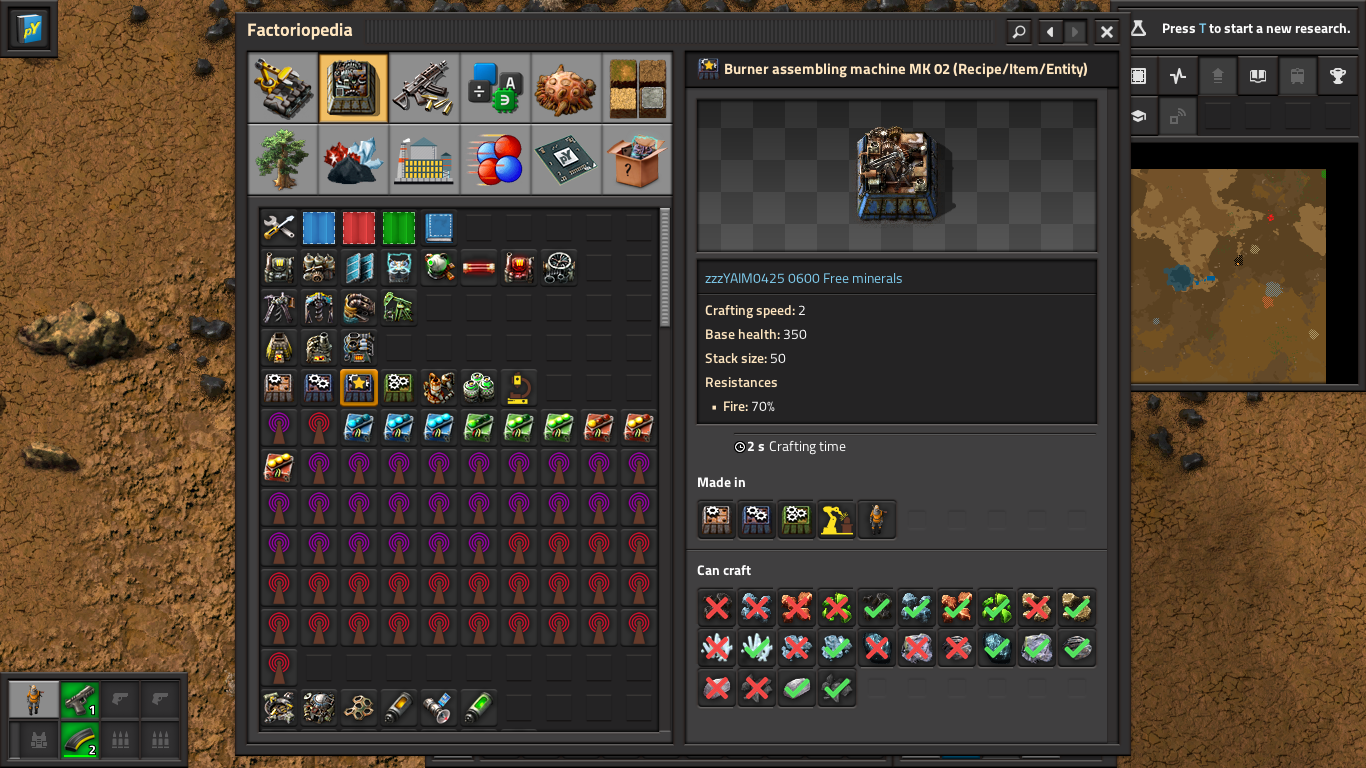 Factoriopedia
Press T to start a new research.
Burner assembling machine MK 02 (Recipe/Item/Entity)
zzzYAIM0425 0600 Free minerals
Crafting speed: 2
Base health: 350
Stack size: 50
Resistances
• Fire: 70%
2 s Crafting time
Made in
Can craft
1
2